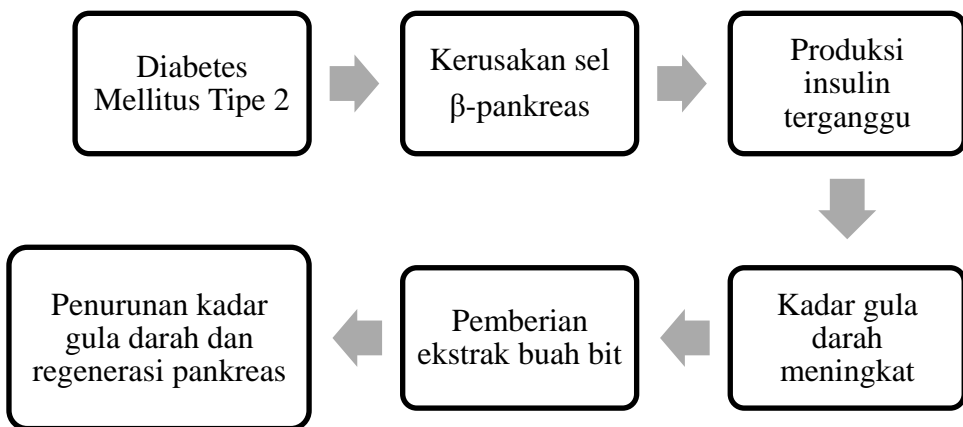 Diabetes
Mellitus Tipe 2
Kerusakan sel
β-pankreas
Produksi
insulin
terganggu
Kadar gula
darah
meningkat
Pemberian
ekstrak buah bit
Penurunan kadar
gula darah dan
regenerasi pankreas